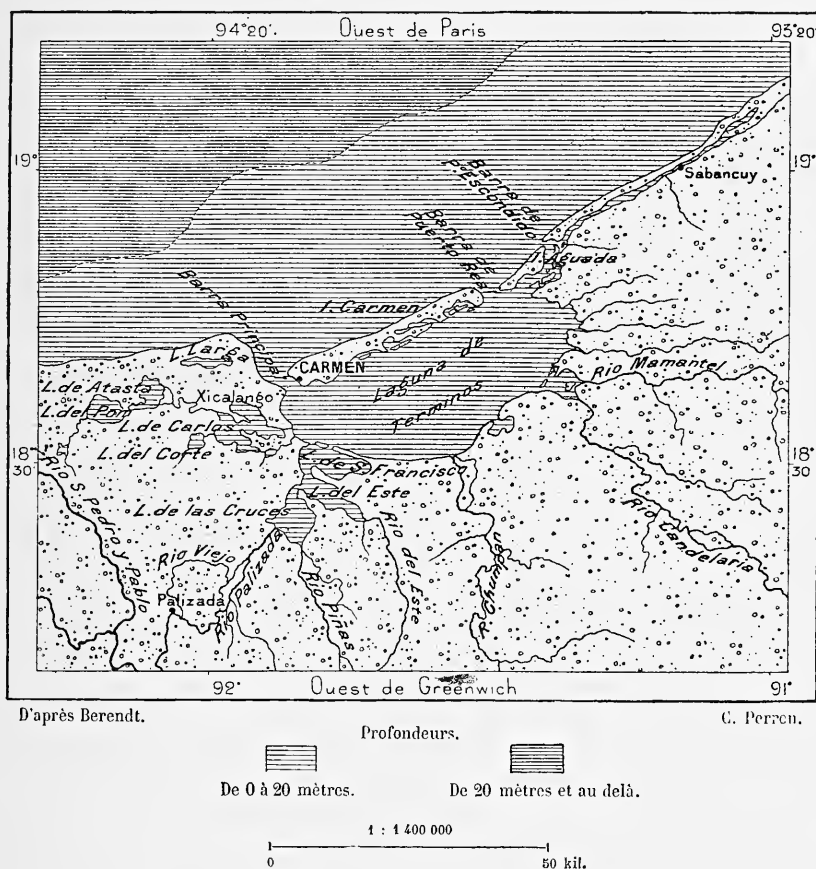 94°20' Ouest de Paris 93°20'
19° 19°
Barra de
P. Escondido
Sabancuy
Barra de
Puerto Real
I. Aguada
Barra Principal
I. Carmen
L. Larga
CARMEN
Laguna de
Terminos
Rio Mamantel
L. de Atasta
Xicalango
L. del Pom
L. de Carlos
L. del Corte
18°
30
18°
30
L. de S. Francisco
L. del Este
L. de las Cruces
Rio S. Pedro y Pablo
Rio Viejo
Palizada
Rio Palizada
Rio Piñas
Rio del Este
R. Chumpan
Rio Candelaria
92° Ouest de Greenwich 91°
D'après Berendt. C. Perron.
Profondeurs.
De 0 à 20 mètres. De 20 mètres et au delà.
1 : 1 400 000
0 50 kil.